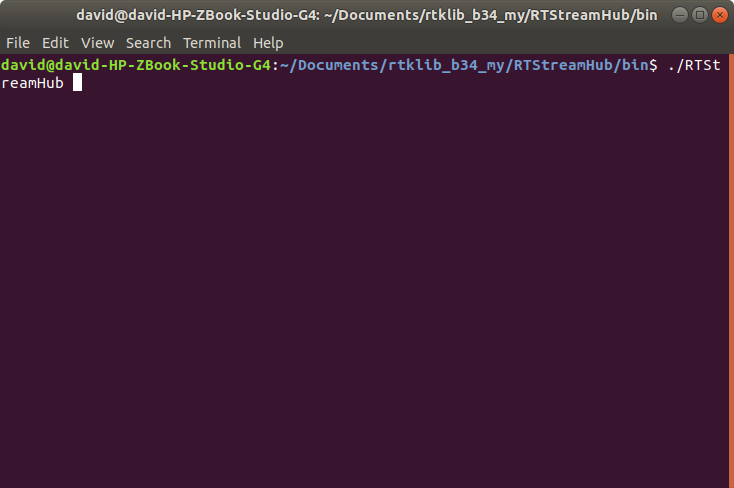 david@david-HP-ZBook-Studio-G4: ~/Documents/rtklib_b34_my/RTStreamHub/bin
File Edit View Search Terminal Help
david@david-HP-ZBook-Studio-G4:~/Documents/rtklib_b34_my/RTStreamHub/bin$ ./RTSt
reamHub